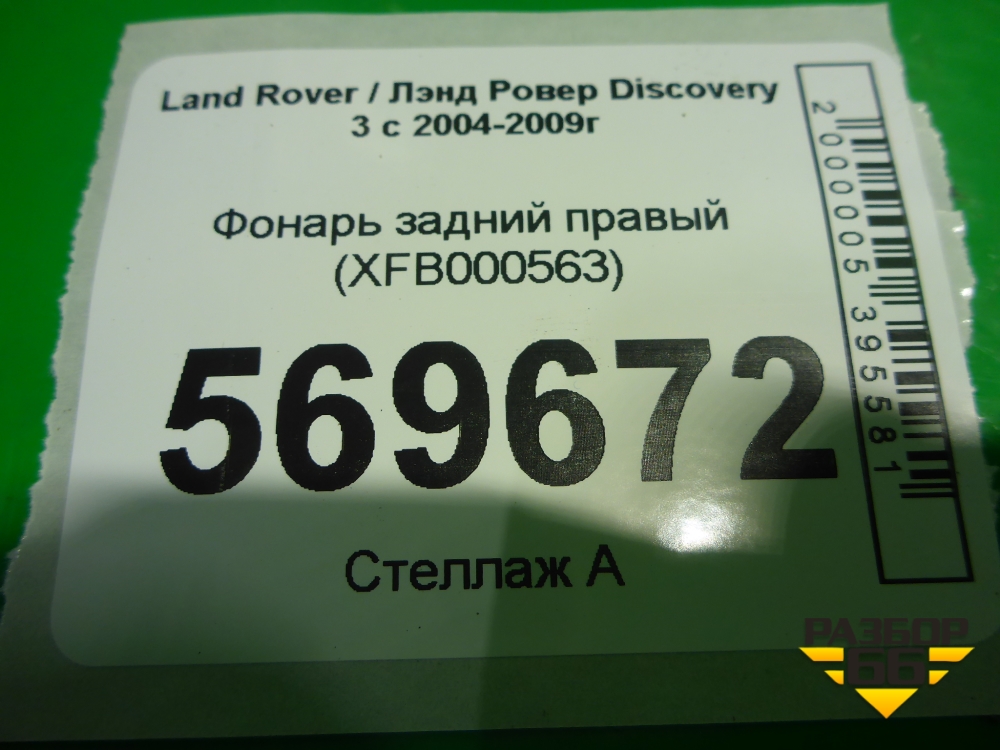 Land Rover / Лэнд Ровер Discovery
3 с 2004-2009г
Фонарь задний правый
(XFB000563)
569672
Стеллаж А
2000005395581
РАЗБОР
66